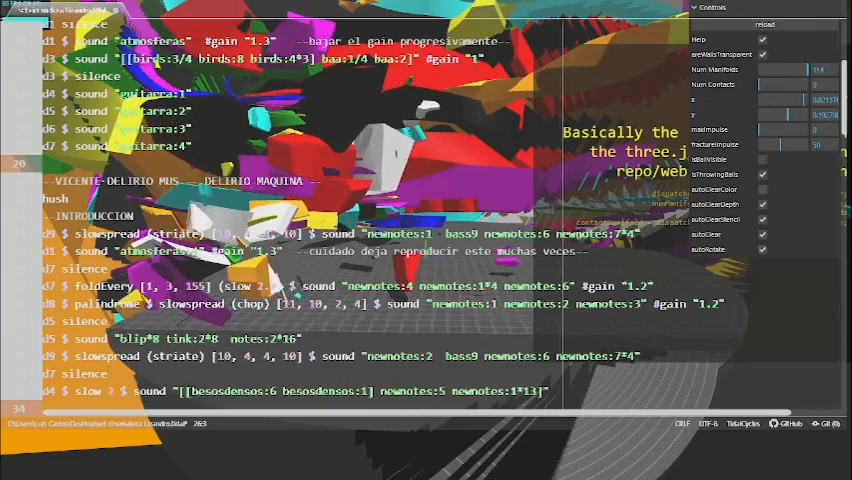 Controls
d1 silence
reload
d1 $ sound "atmosferas" #gain "1.3" --bajar el gain progresivamente--
Help
d3 $ sound "[[birds:3/4 birds:8 birds:4*3] baa:1/4 baa:2]" #gain "1"
areWallsTransparent
d3 silence
Num Manifolds 114
Num Contacts 0
d4 $ sound "guitarra:1"
x
d5 $ sound "guitarra:2"
y
d6 $ sound "guitarra:3"
maxImpulse 0
Basically the
d7 $ sound "guitarra:4"
fractureImpulse 50
the three.j
20
isBallVisible
repo/web
isThrowingBalls
--VICENTE-DELIRIO MUS DELIRIO MAQUINA --
autoClearColor
hush
autoClearDepth
INTRODUCCION
autoClearStencil
d9 $ slowspread (striate) [10, 4, 3, 10] $ sound "newnotes:1 bass9 newnotes:6 newnotes:7*4"
autoClear
d1 $ sound "atmosferas" #gain "1.3" --cuidado deja reproducir este muchas veces--
autoRotate
d7 silence
d7 $ foldEvery [1, 3, 155] (slow 2. $ sound "newnotes:4 newnotes:1*4 newnotes:6" #gain "1.2"
d8 $ palindrome $ slowspread (chop) [11, 10, 2, 4] $ sound "newnotes:1 newnotes:2 newnotes:3" #gain "1.2"
d5 silence
d5 $ sound "blip*8 tink:2*8 notes:2*16"
d9 $ slowspread (striate) [10, 4, 4, 10] $ sound "newnotes:2 bass9 newnotes:6 newnotes:7*4"
d7 silence
d4 $ slow 2 $ sound "[[besosdensos:6 besosdensos:1] newnotes:5 newnotes:1*13]"
34
26:3 CRLF UTF-8 TidalCycles GitHub Git (0)